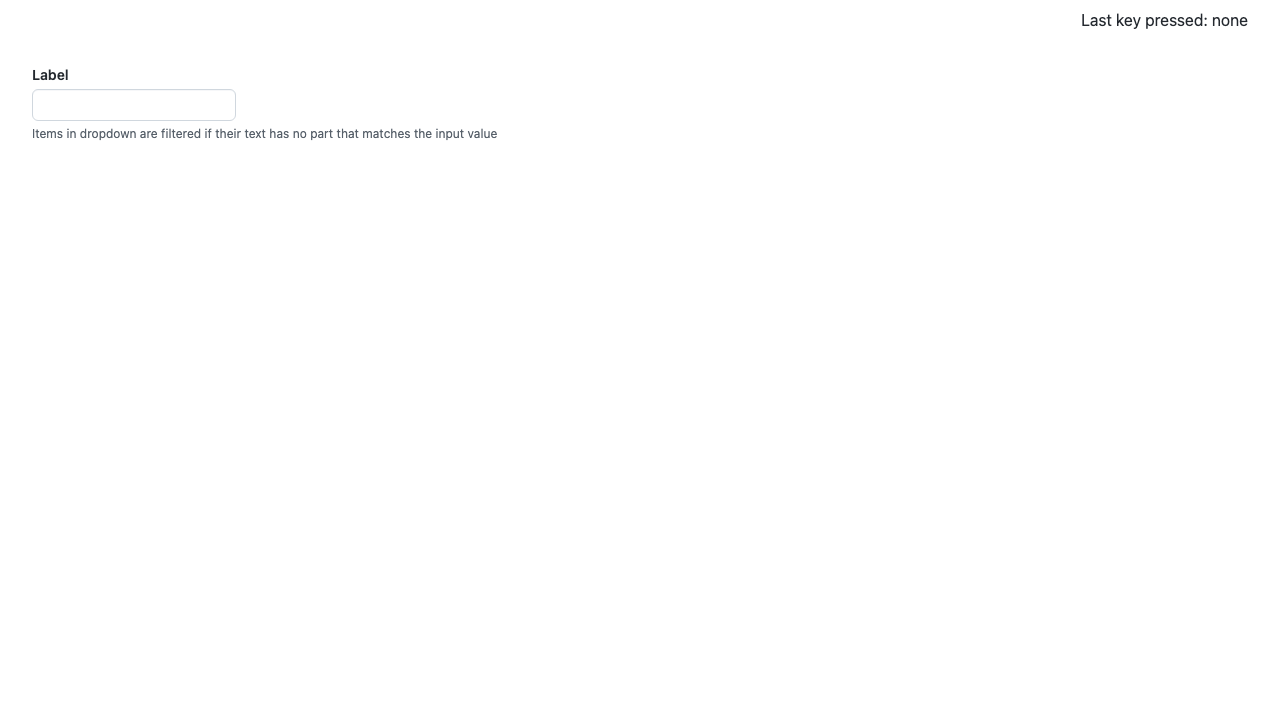 Last key pressed: none
Label
Items in dropdown are filtered if their text has no part that matches the input value